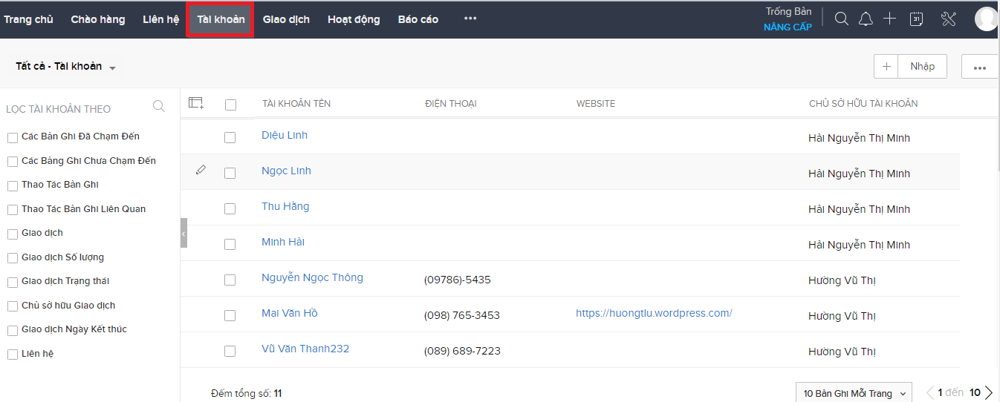 Trang chủ Chào hàng Liên hệ Tài khoản Giao dịch Hoạt động Báo cáo ••• Trống Bản
NÂNG CẤP
31
Tất cả - Tài khoản + Nhập •••
LỌC TÀI KHOẢN THEO
Các Bản Ghi Đã Chạm Đến
Các Bảng Ghi Chưa Chạm Đến
Thao Tác Bản Ghi
Thao Tác Bản Ghi Liên Quan
Giao dịch
Giao dịch Số lượng
Giao dịch Trạng thái
Chủ sở hữu Giao dịch
Giao dịch Ngày Kết thúc
Liên hệ
TÀI KHOẢN TÊN ĐIỆN THOẠI WEBSITE CHỦ SỞ HỮU TÀI KHOẢN
Diệu Linh Hải Nguyễn Thị Minh
Ngọc Linh Hải Nguyễn Thị Minh
Thu Hằng Hải Nguyễn Thị Minh
Minh Hải Hải Nguyễn Thị Minh
Nguyễn Ngọc Thông (09786)-5435 Hường Vũ Thị
Mai Văn Hồ (098) 765-3453 https://huongtlu.wordpress.com/ Hường Vũ Thị
Vũ Văn Thanh232 (089) 689-7223 Hường Vũ Thị
Đếm tổng số: 11 10 Bản Ghi Mỗi Trang 1 đến 10